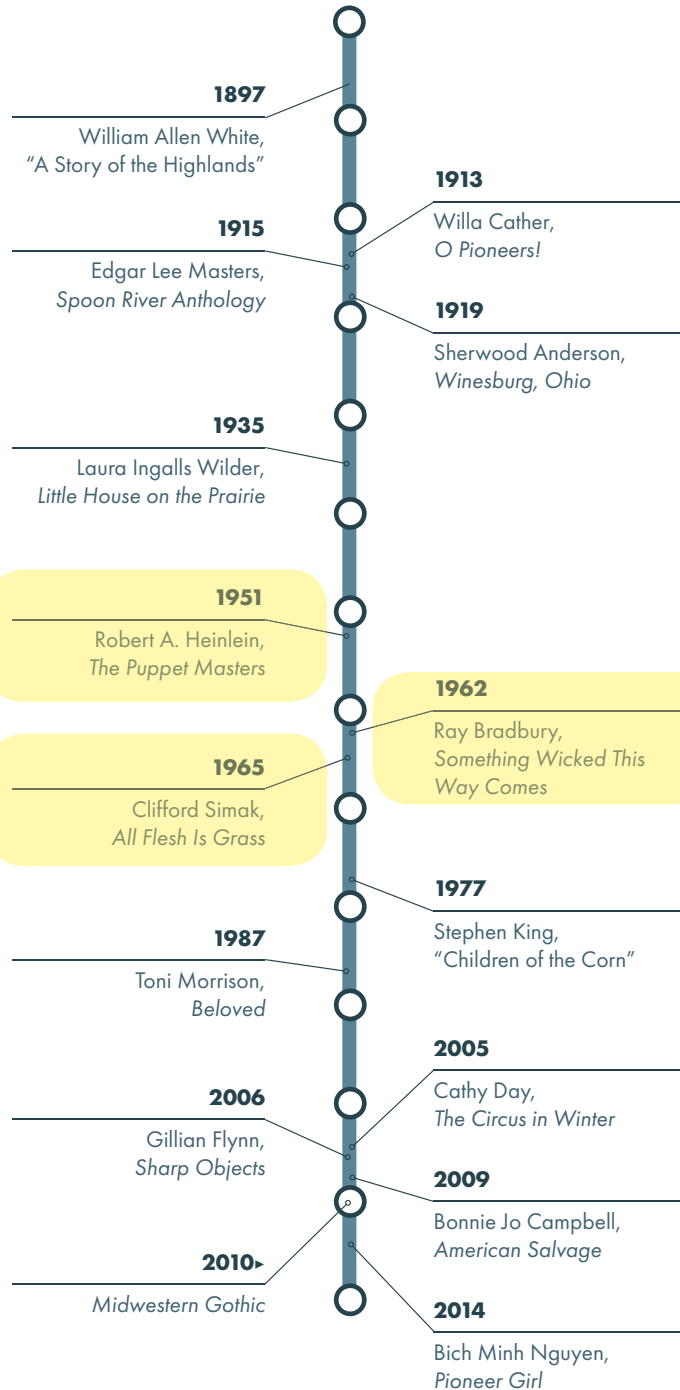 1897
William Allen White,
“A Story of the Highlands”
1913
Willa Cather,
O Pioneers!
1915
Edgar Lee Masters,
Spoon River Anthology
1919
Sherwood Anderson,
Winesburg, Ohio
1935
Laura Ingalls Wilder,
Little House on the Prairie
1951
Robert A. Heinlein,
The Puppet Masters
1962
Ray Bradbury,
Something Wicked This
Way Comes
1965
Clifford Simak,
All Flesh Is Grass
1977
Stephen King,
“Children of the Corn”
1987
Toni Morrison,
Beloved
2005
Cathy Day,
The Circus in Winter
2006
Gillian Flynn,
Sharp Objects
2009
Bonnie Jo Campbell,
American Salvage
2010▸
Midwestern Gothic
2014
Bich Minh Nguyen,
Pioneer Girl